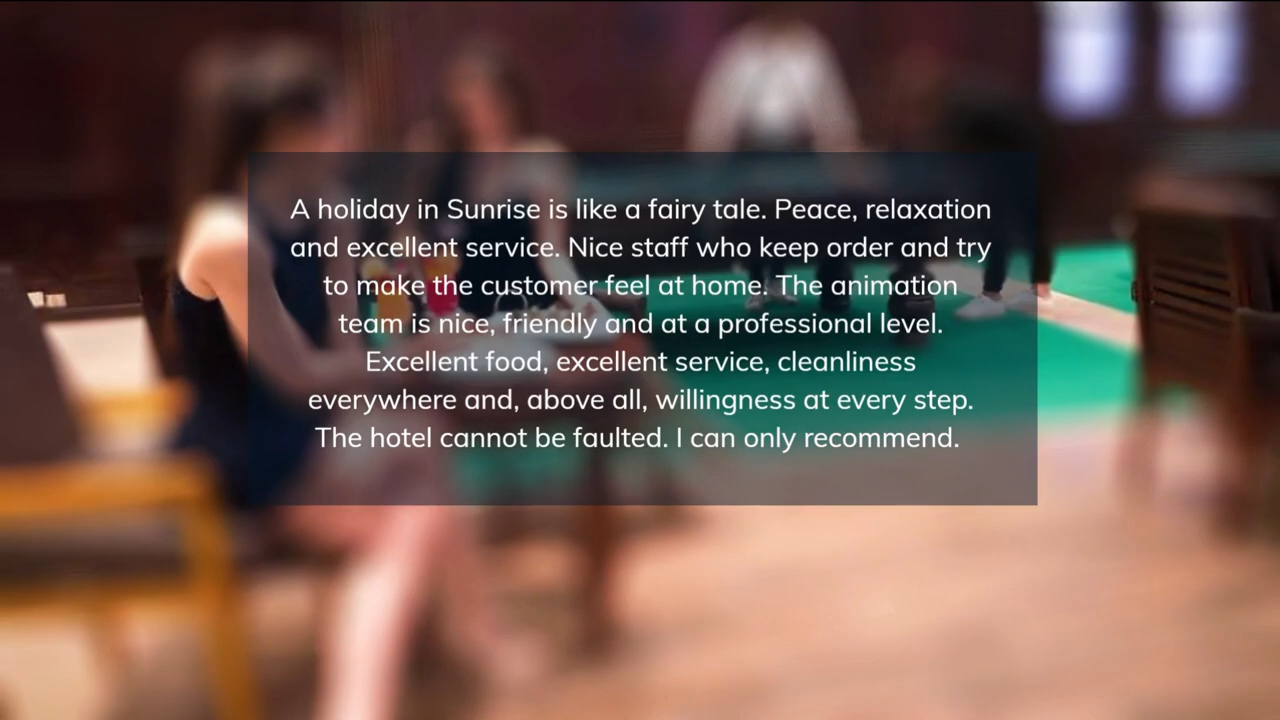 A holiday in Sunrise is like a fairy tale. Peace, relaxation
and excellent service. Nice staff who keep order and try
to make the customer feel at home. The animation
team is nice, friendly and at a professional level.
Excellent food, excellent service, cleanliness
everywhere and, above all, willingness at every step.
The hotel cannot be faulted. I can only recommend.